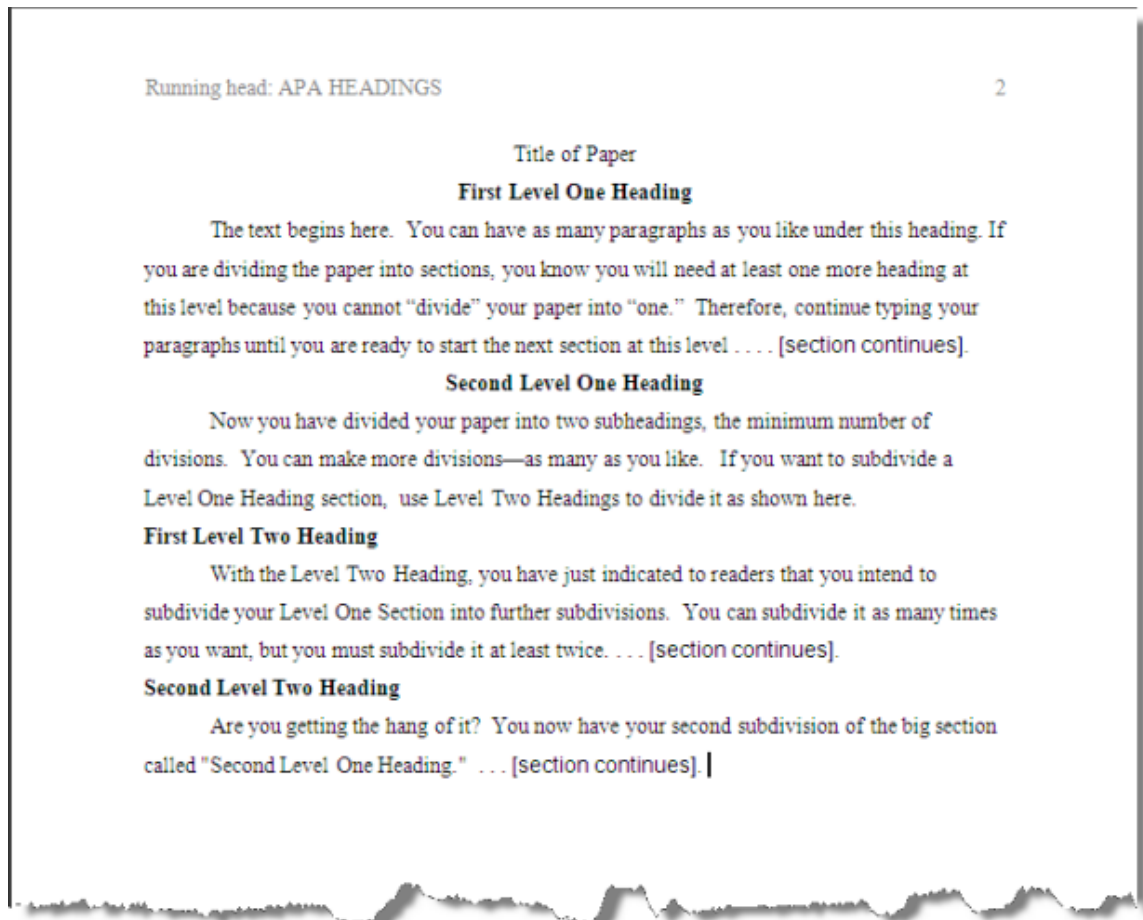 Running head: APA HEADINGS 2
Title of Paper
First Level One Heading
The text begins here.  You can have as many paragraphs as you like under this heading. If
you are dividing the paper into sections, you know you will need at least one more heading at
this level because you cannot “divide” your paper into “one.”  Therefore, continue typing your
paragraphs until you are ready to start the next section at this level . . . . [section continues].
Second Level One Heading
Now you have divided your paper into two subheadings, the minimum number of
divisions.  You can make more divisions—as many as you like.   If you want to subdivide a
Level One Heading section,  use Level Two Headings to divide it as shown here.
First Level Two Heading
With the Level Two Heading, you have just indicated to readers that you intend to
subdivide your Level One Section into further subdivisions.  You can subdivide it as many times
as you want, but you must subdivide it at least twice. . . . [section continues].
Second Level Two Heading
Are you getting the hang of it?  You now have your second subdivision of the big section
called "Second Level One Heading."  . . . [section continues].